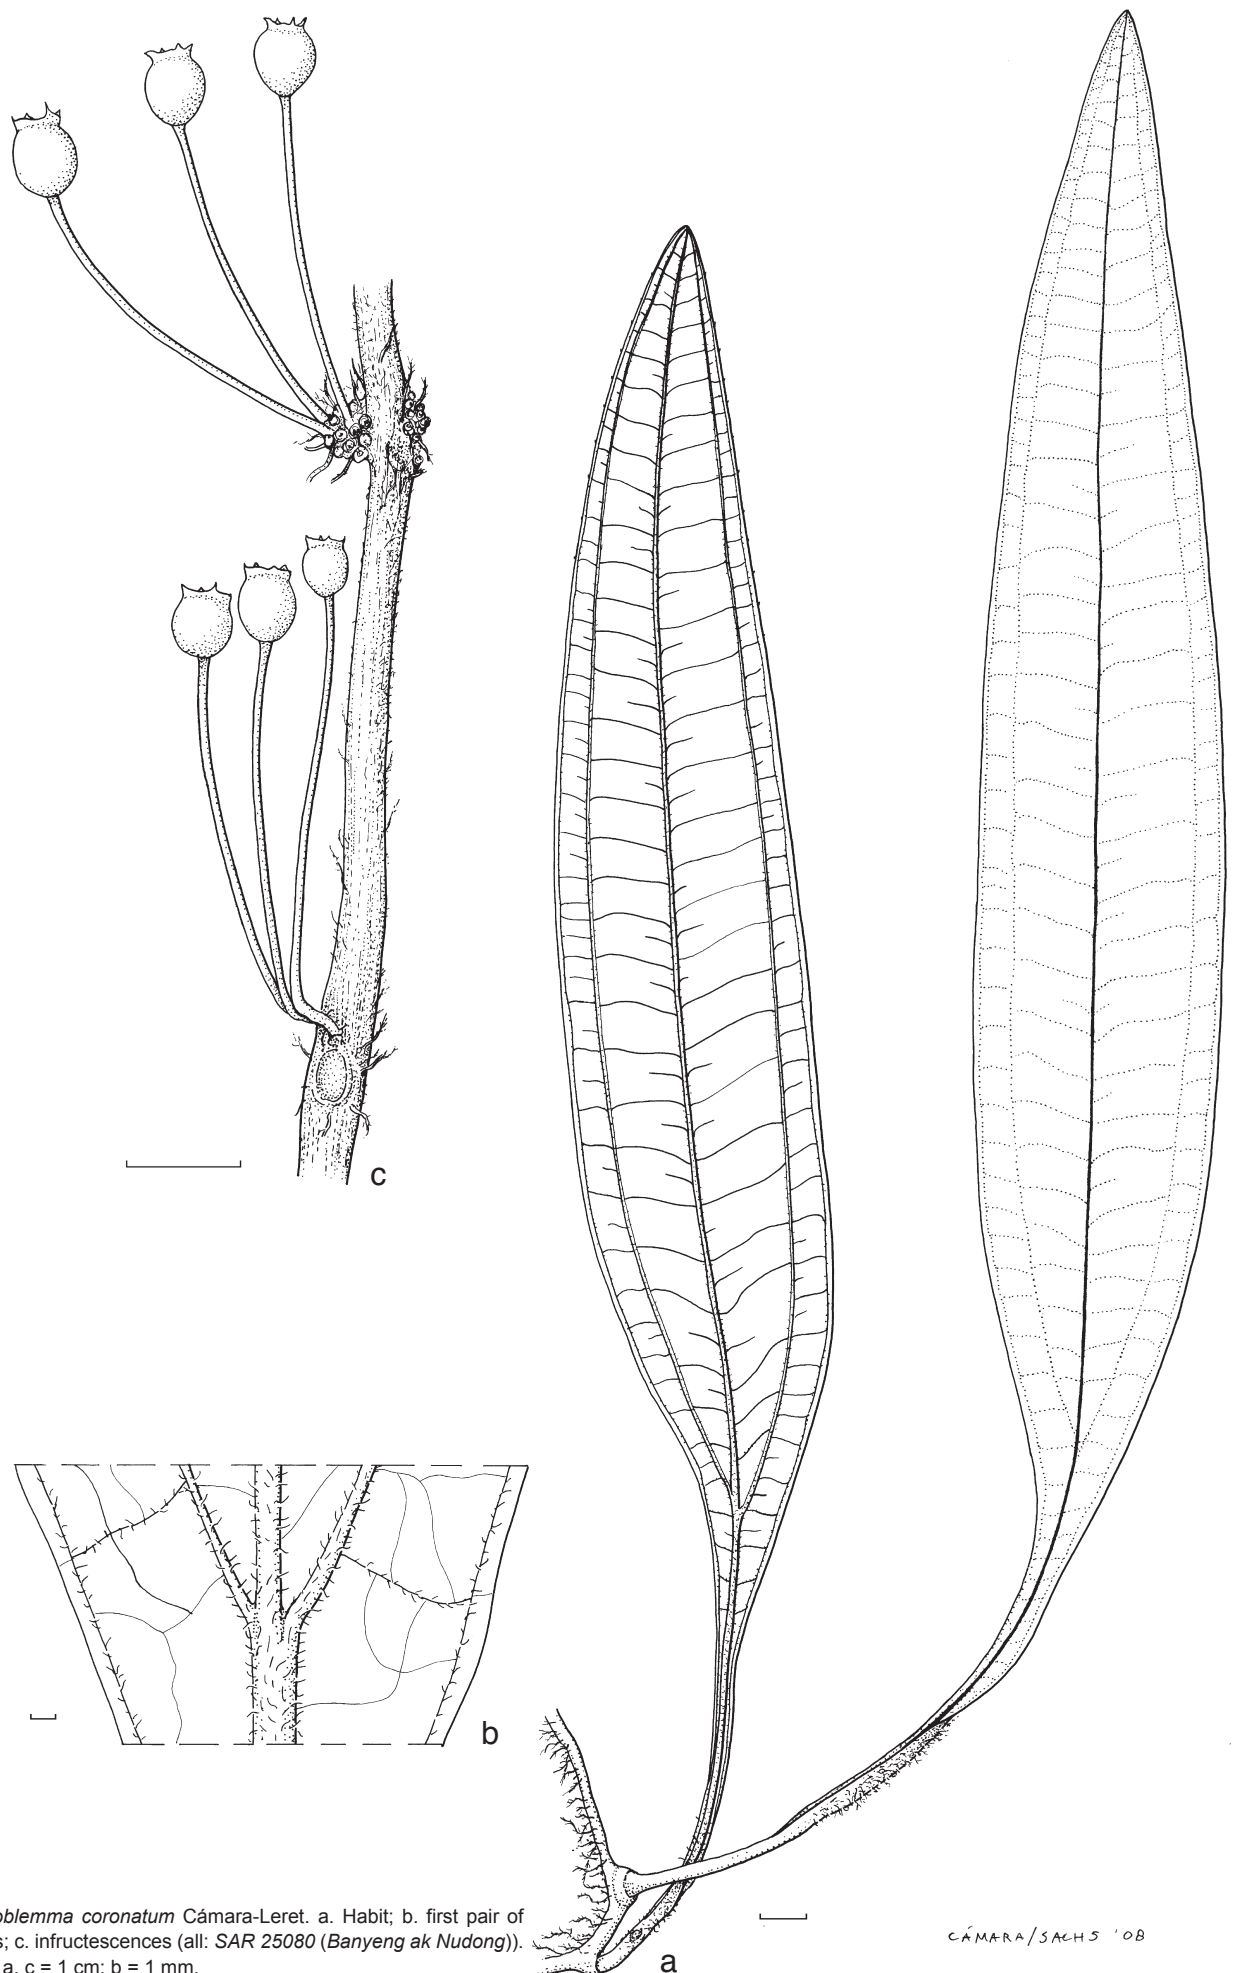 c
b
a
CÁMARA/SACHS '08
oblemma coronatum Cámara-Leret. a. Habit; b. first pair of
s; c. infructescences (all: SAR 25080 (Banyeng ak Nudong)).
a, c = 1 cm; b = 1 mm.